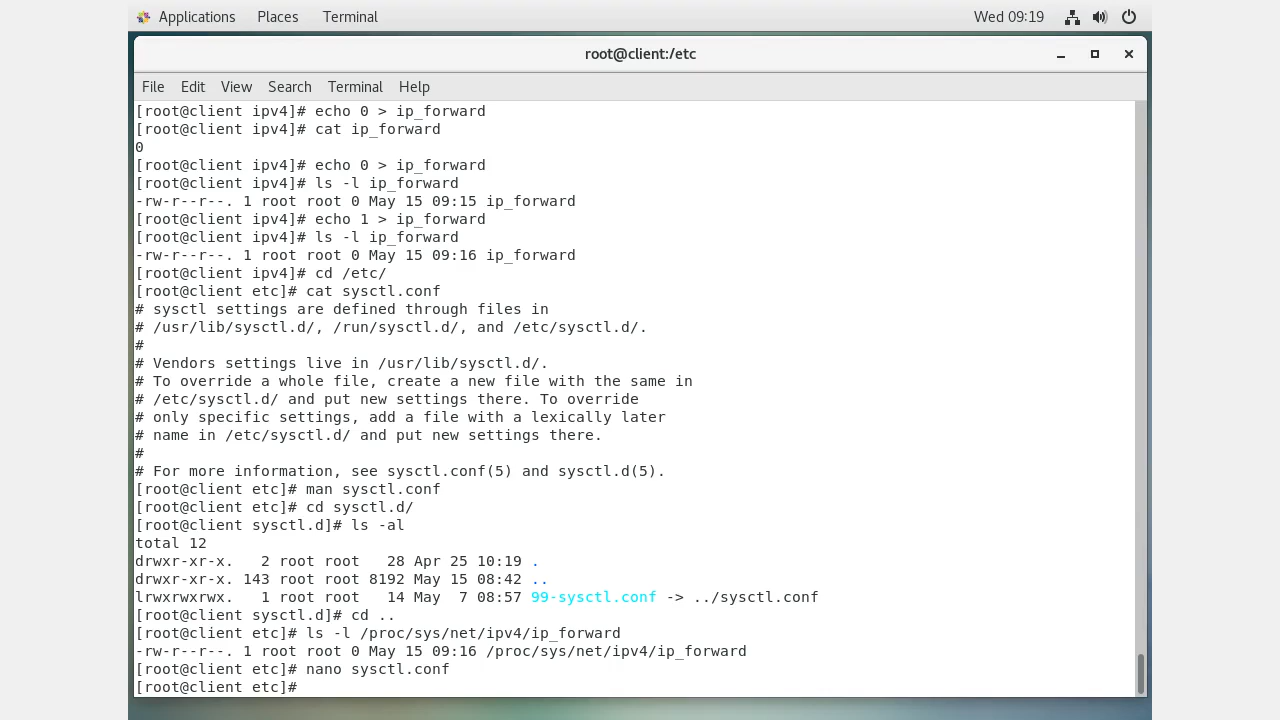 Applications Places Terminal Wed 09:19
root@client:/etc
File Edit View Search Terminal Help
[root@client ipv4]# echo 0 > ip_forward
[root@client ipv4]# cat ip_forward
0
[root@client ipv4]# echo 0 > ip_forward
[root@client ipv4]# ls -l ip_forward
-rw-r--r--. 1 root root 0 May 15 09:15 ip_forward
[root@client ipv4]# echo 1 > ip_forward
[root@client ipv4]# ls -l ip_forward
-rw-r--r--. 1 root root 0 May 15 09:16 ip_forward
[root@client ipv4]# cd /etc/
[root@client etc]# cat sysctl.conf
# sysctl settings are defined through files in
# /usr/lib/sysctl.d/, /run/sysctl.d/, and /etc/sysctl.d/.
#
# Vendors settings live in /usr/lib/sysctl.d/.
# To override a whole file, create a new file with the same in
# /etc/sysctl.d/ and put new settings there. To override
# only specific settings, add a file with a lexically later
# name in /etc/sysctl.d/ and put new settings there.
#
# For more information, see sysctl.conf(5) and sysctl.d(5).
[root@client etc]# man sysctl.conf
[root@client etc]# cd sysctl.d/
[root@client sysctl.d]# ls -al
total 12
drwxr-xr-x.   2 root root   28 Apr 25 10:19 .
drwxr-xr-x. 143 root root 8192 May 15 08:42 ..
lrwxrwxrwx.   1 root root   14 May  7 08:57 99-sysctl.conf -> ../sysctl.conf
[root@client sysctl.d]# cd ..
[root@client etc]# ls -l /proc/sys/net/ipv4/ip_forward
-rw-r--r--. 1 root root 0 May 15 09:16 /proc/sys/net/ipv4/ip_forward
[root@client etc]# nano sysctl.conf
[root@client etc]#